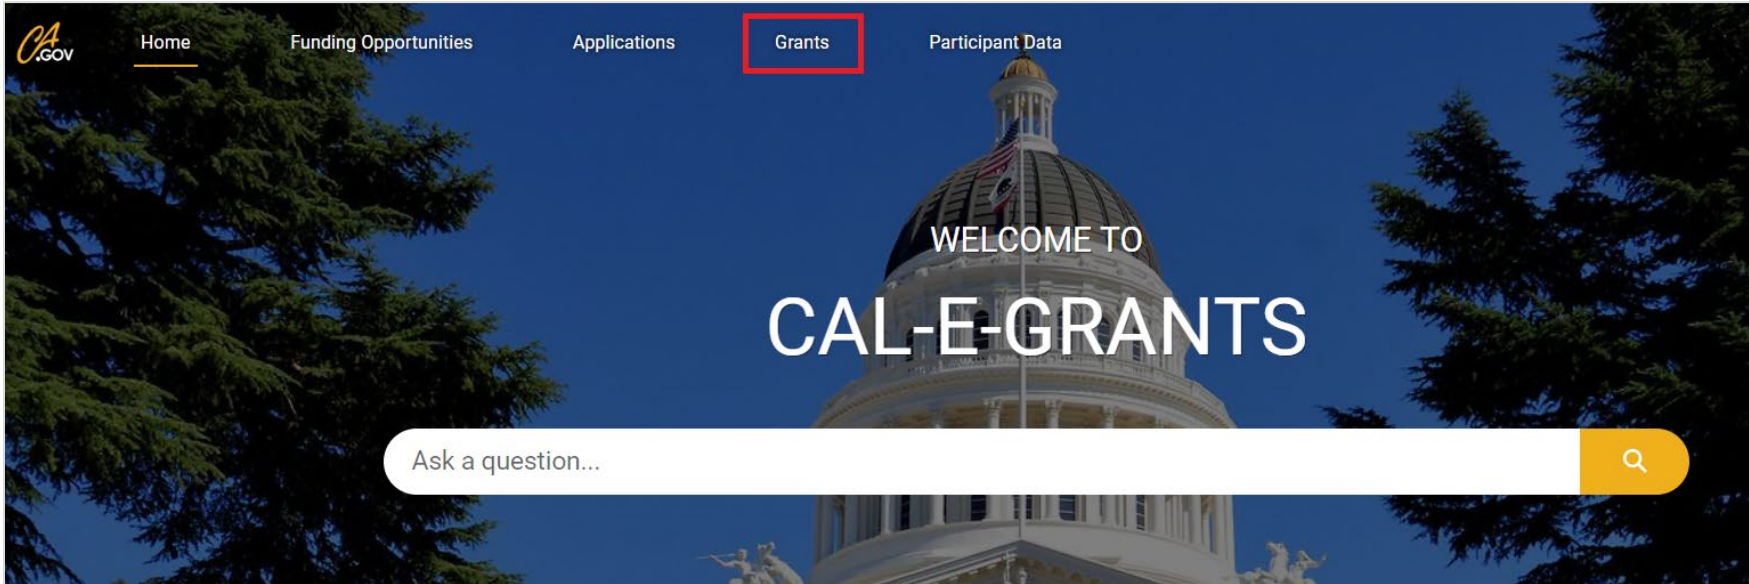 CA
.GOV
Home
Funding Opportunities
Applications
Grants
Participant Data
WELCOME TO
CAL-E-GRANTS
Ask a question...